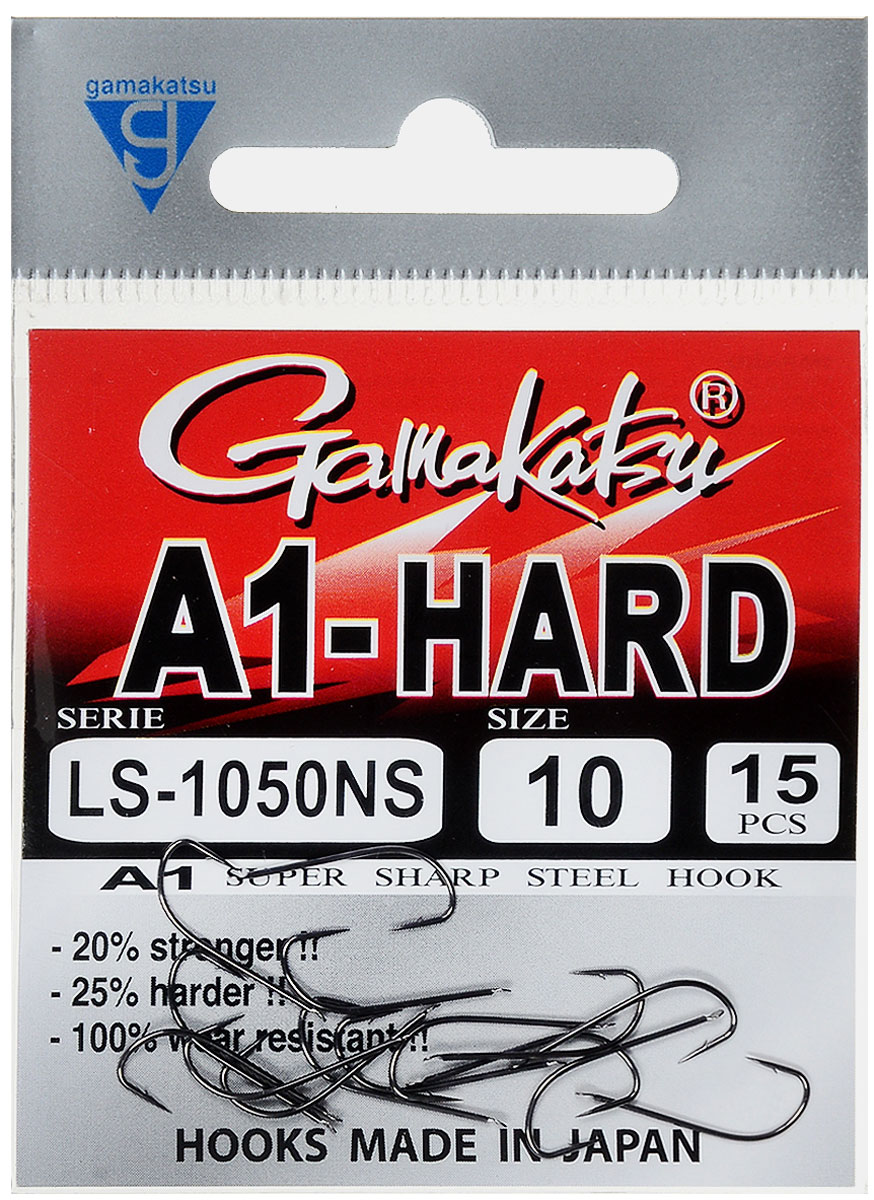 gamakatsu
g
Gamakatsu®
A1-HARD
SERIE SIZE
LS-1050NS 10 15
PCS
A1 SUPER SHARP STEEL HOOK
- 20% stronger !!
- 25% harder !!
- 100% wear resistant !!
HOOKS MADE IN JAPAN